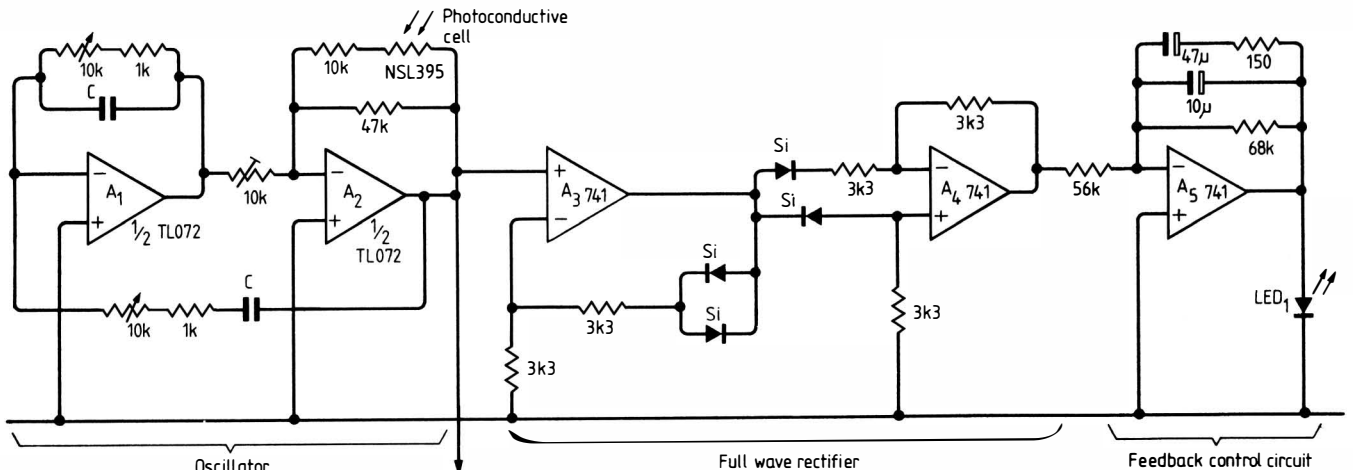 Photoconductive
cell
10k
1k
C
10k
NSL395
47k
−
A1
+
1/2 TL072
10k
−
A2
+
1/2
TL072
C
10k
1k
+
A3 741
−
Si
3k3
Si
Si
3k3
Si
3k3
3k3
−
A4 741
+
3k3
3k3
56k
47µ
150
10µ
68k
−
A5 741
+
LED1
Oscillator
Full wave rectifier
Feedback control circuit